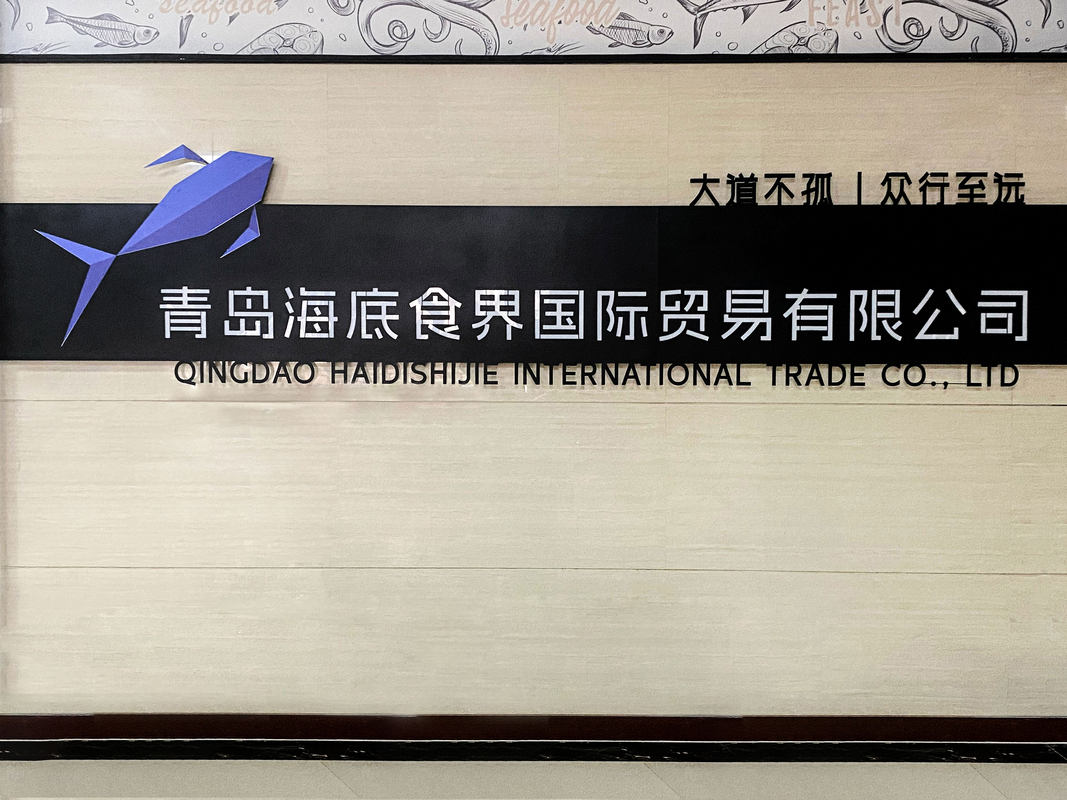 seafood seafood FEAST
大道不孤 | 众行至远
青岛海底食界国际贸易有限公司
QINGDAO HAIDISHIJIE INTERNATIONAL TRADE CO., LTD